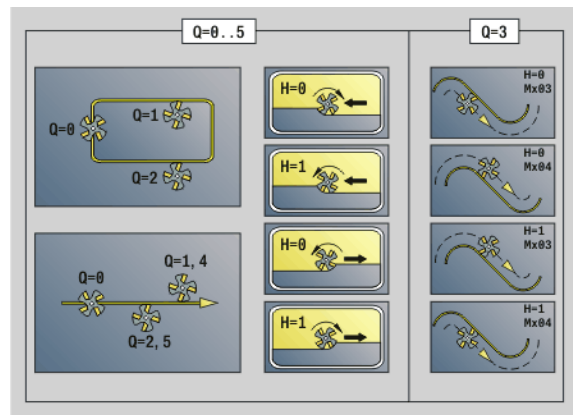 Q=0..5
Q=3
Q=0
Q=1
Q=2
H=0
H=1
H=0
H=1
Q=0
Q=1,4
Q=2,5
H=0
Mx03
H=0
Mx04
H=1
Mx03
H=1
Mx04